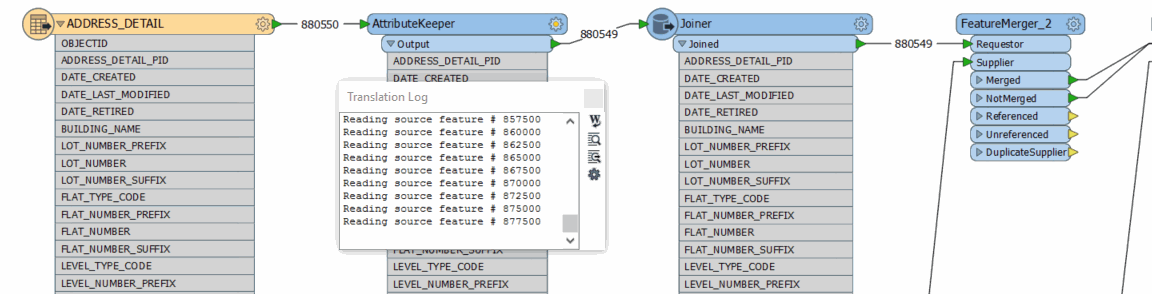 ADDRESS_DETAIL
OBJECTID
ADDRESS_DETAIL_PID
DATE_CREATED
DATE_LAST_MODIFIED
DATE_RETIRED
BUILDING_NAME
LOT_NUMBER_PREFIX
LOT_NUMBER
LOT_NUMBER_SUFFIX
FLAT_TYPE_CODE
FLAT_NUMBER_PREFIX
FLAT_NUMBER
FLAT_NUMBER_SUFFIX
LEVEL_TYPE_CODE
LEVEL_NUMBER_PREFIX
880550
AttributeKeeper
Output
ADDRESS_DETAIL_PID
DATE_CREATED
Translation Log
Reading source feature # 857500
Reading source feature # 860000
Reading source feature # 862500
Reading source feature # 865000
Reading source feature # 867500
Reading source feature # 870000
Reading source feature # 872500
Reading source feature # 875000
Reading source feature # 877500
FLAT_NUMBER_SUFFIX
LEVEL_TYPE_CODE
LEVEL_NUMBER_PREFIX
880549
Joiner
Joined
ADDRESS_DETAIL_PID
DATE_CREATED
DATE_LAST_MODIFIED
DATE_RETIRED
BUILDING_NAME
LOT_NUMBER_PREFIX
LOT_NUMBER
LOT_NUMBER_SUFFIX
FLAT_TYPE_CODE
FLAT_NUMBER_PREFIX
FLAT_NUMBER
FLAT_NUMBER_SUFFIX
LEVEL_TYPE_CODE
LEVEL_NUMBER_PREFIX
880549
FeatureMerger_2
Requestor
Supplier
Merged
NotMerged
Referenced
Unreferenced
DuplicateSupplier